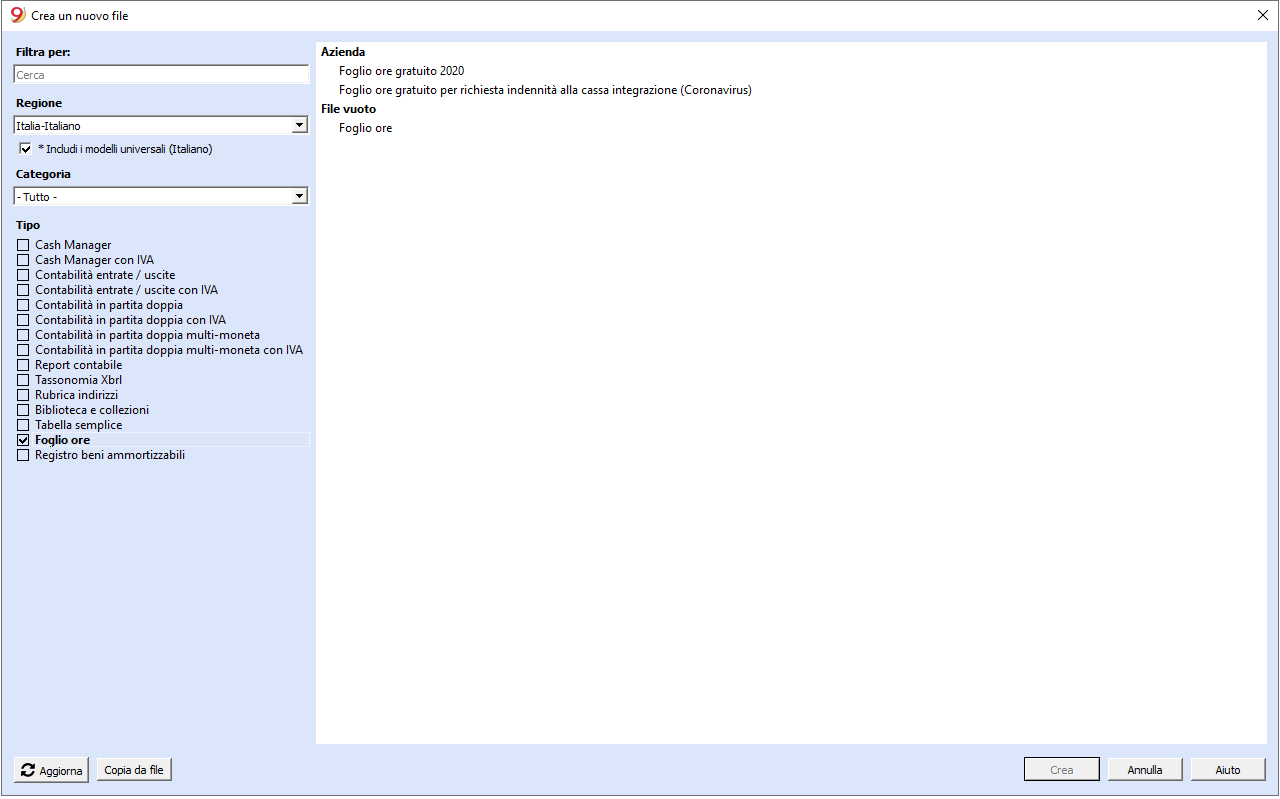 Crea un nuovo file
Filtra per:
Cerca
Regione
Italia-Italiano
* Includi i modelli universali (Italiano)
Categoria
- Tutto -
Tipo
Cash Manager
Cash Manager con IVA
Contabilità entrate / uscite
Contabilità entrate / uscite con IVA
Contabilità in partita doppia
Contabilità in partita doppia con IVA
Contabilità in partita doppia multi-moneta
Contabilità in partita doppia multi-moneta con IVA
Report contabile
Tassonomia Xbrl
Rubrica indirizzi
Biblioteca e collezioni
Tabella semplice
Foglio ore
Registro beni ammortizzabili
Azienda
Foglio ore gratuito 2020
Foglio ore gratuito per richiesta indennità alla cassa integrazione (Coronavirus)
File vuoto
Foglio ore
Aggiorna
Copia da file
Crea
Annulla
Aiuto